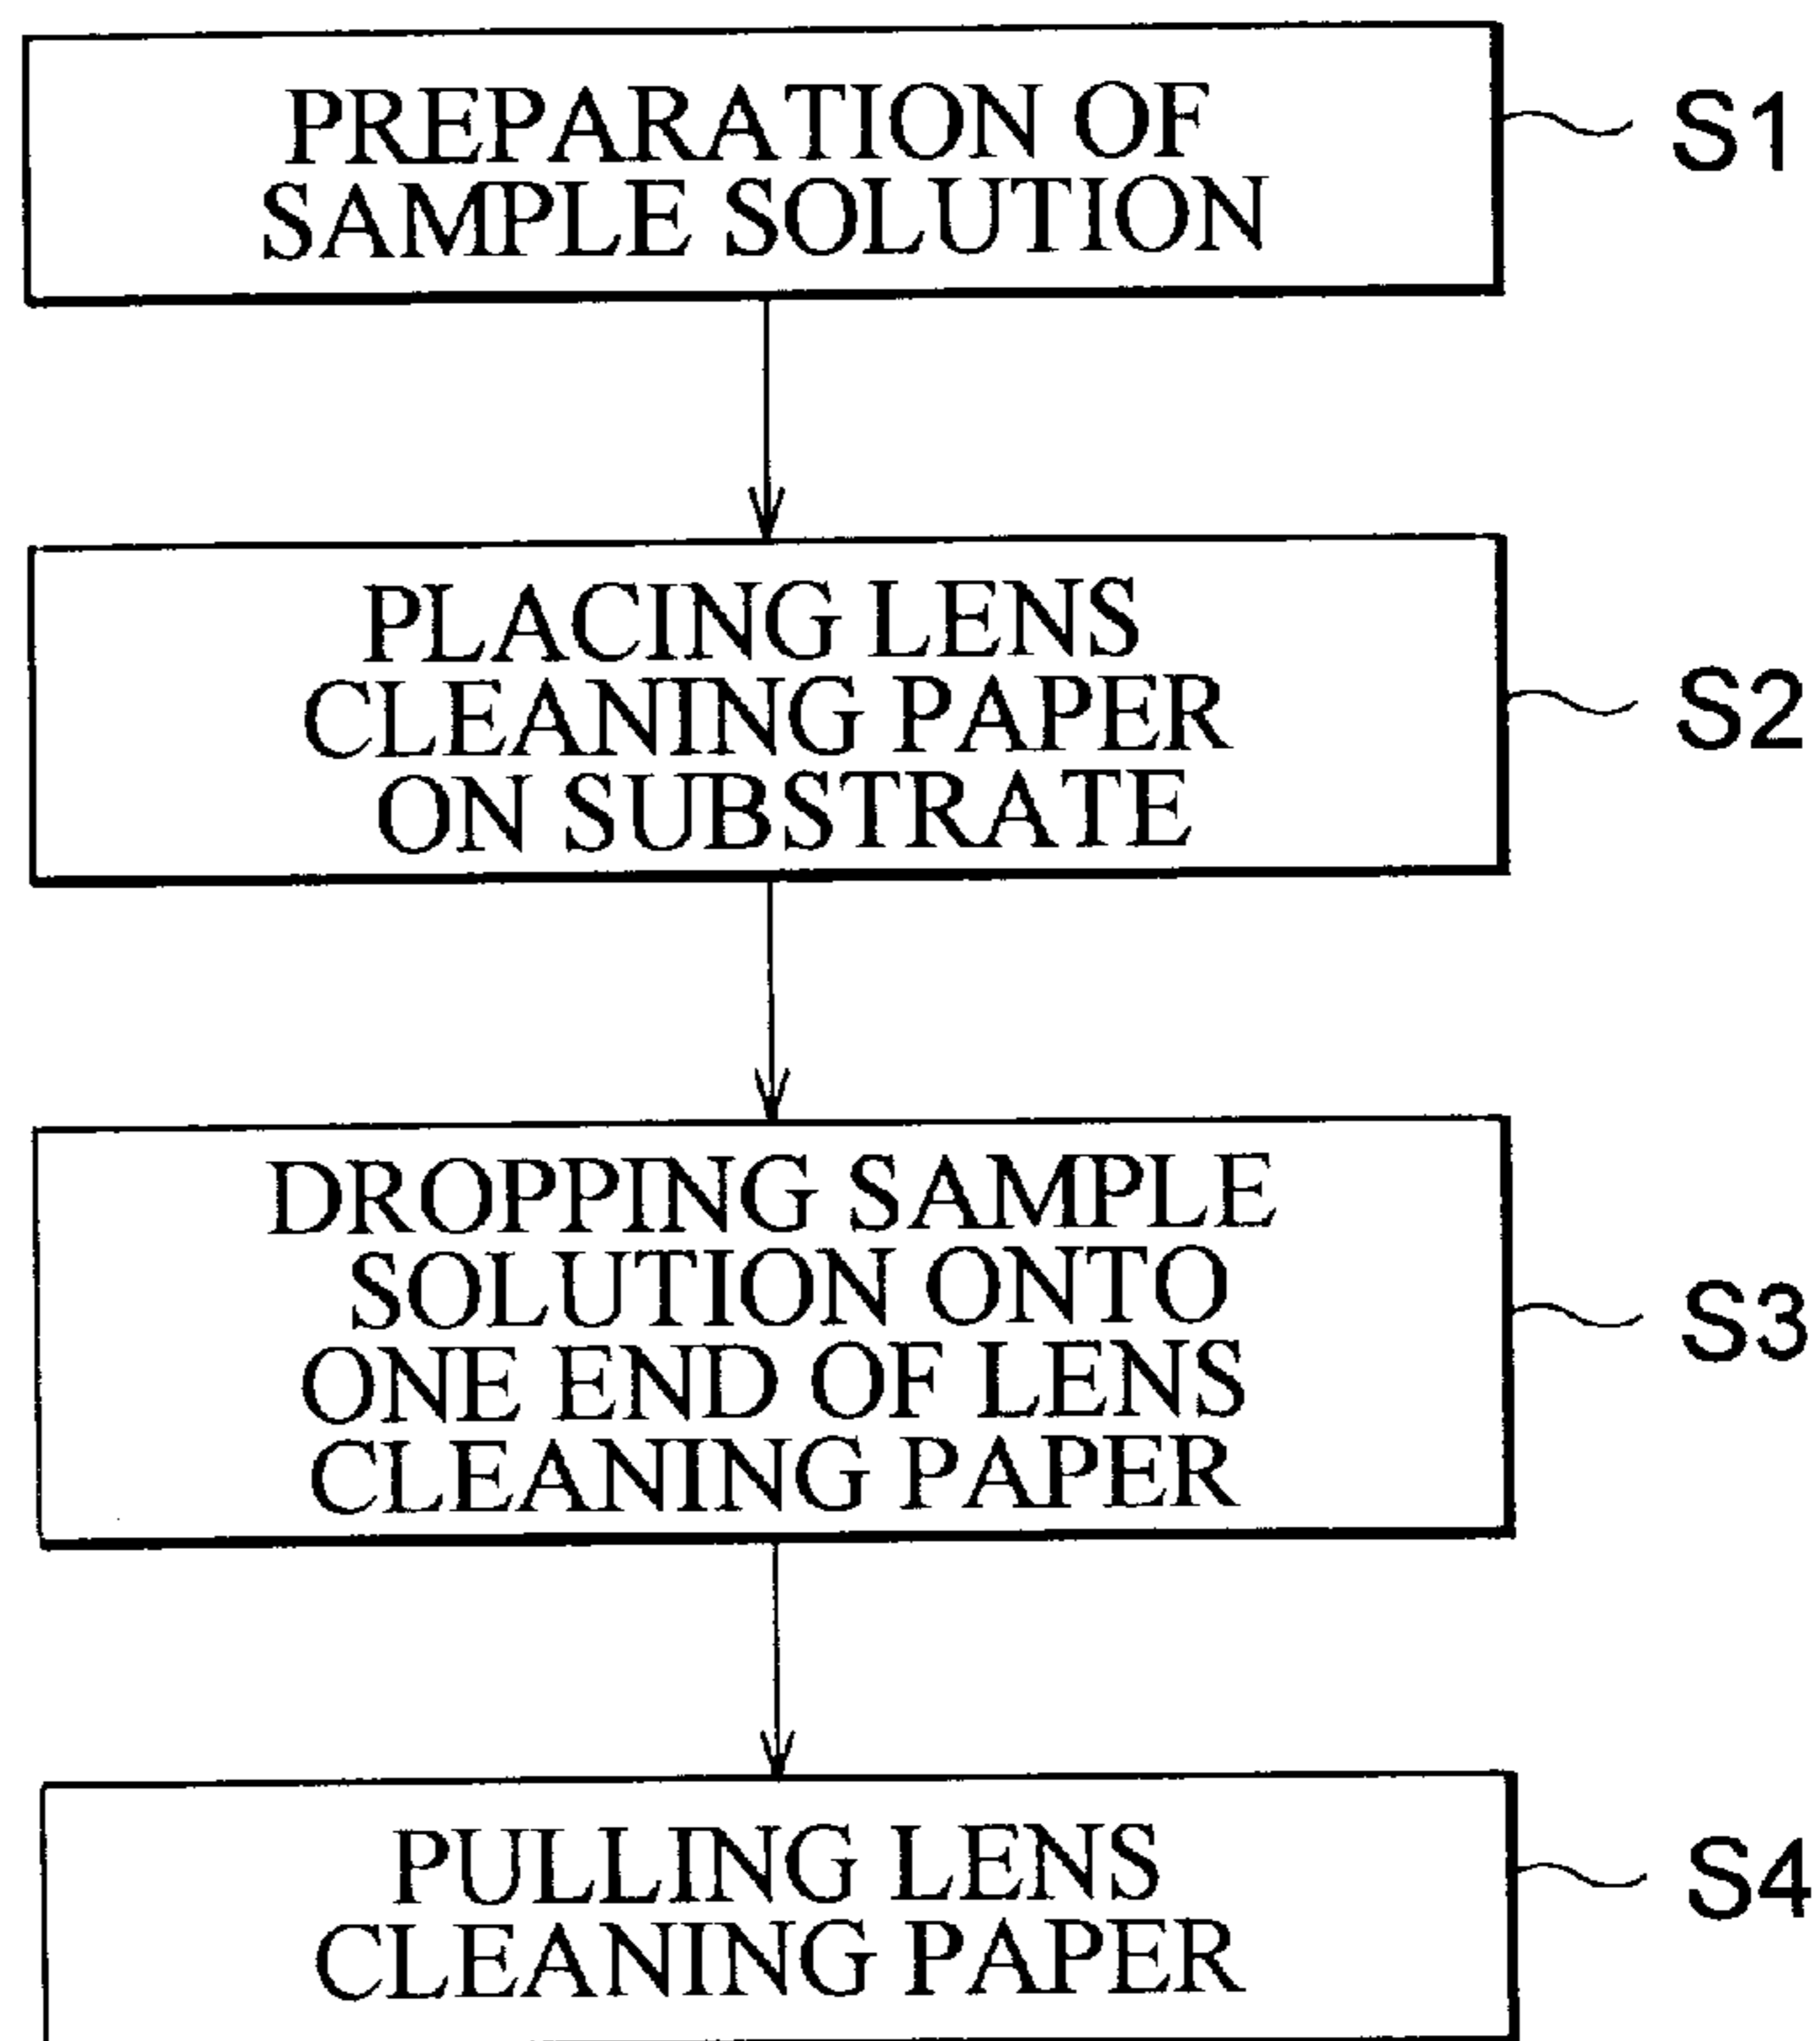 PREPARATION OF
SAMPLE SOLUTION
S1
PLACING LENS
CLEANING PAPER
ON SUBSTRATE
S2
DROPPING SAMPLE
SOLUTION ONTO
ONE END OF LENS
CLEANING PAPER
S3
PULLING LENS
CLEANING PAPER
S4